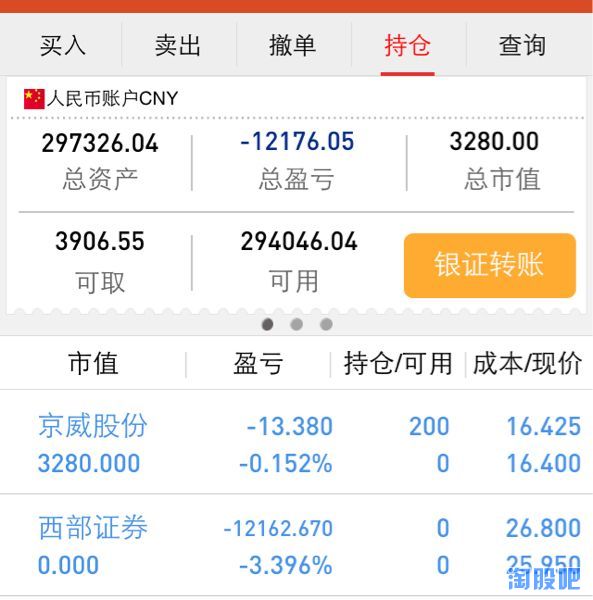 买入 卖出 撤单 持仓 查询
人民币账户CNY
297326.04 -12176.05 3280.00
总资产 总盈亏 总市值
3906.55 294046.04 银证转账
可取 可用
市值 盈亏 持仓/可用 成本/现价
京威股份 -13.380 200 16.425
3280.000 -0.152% 0 16.400
西部证券 -12162.670 0 26.800
0.000 -3.396% 0 25.950
淘股吧